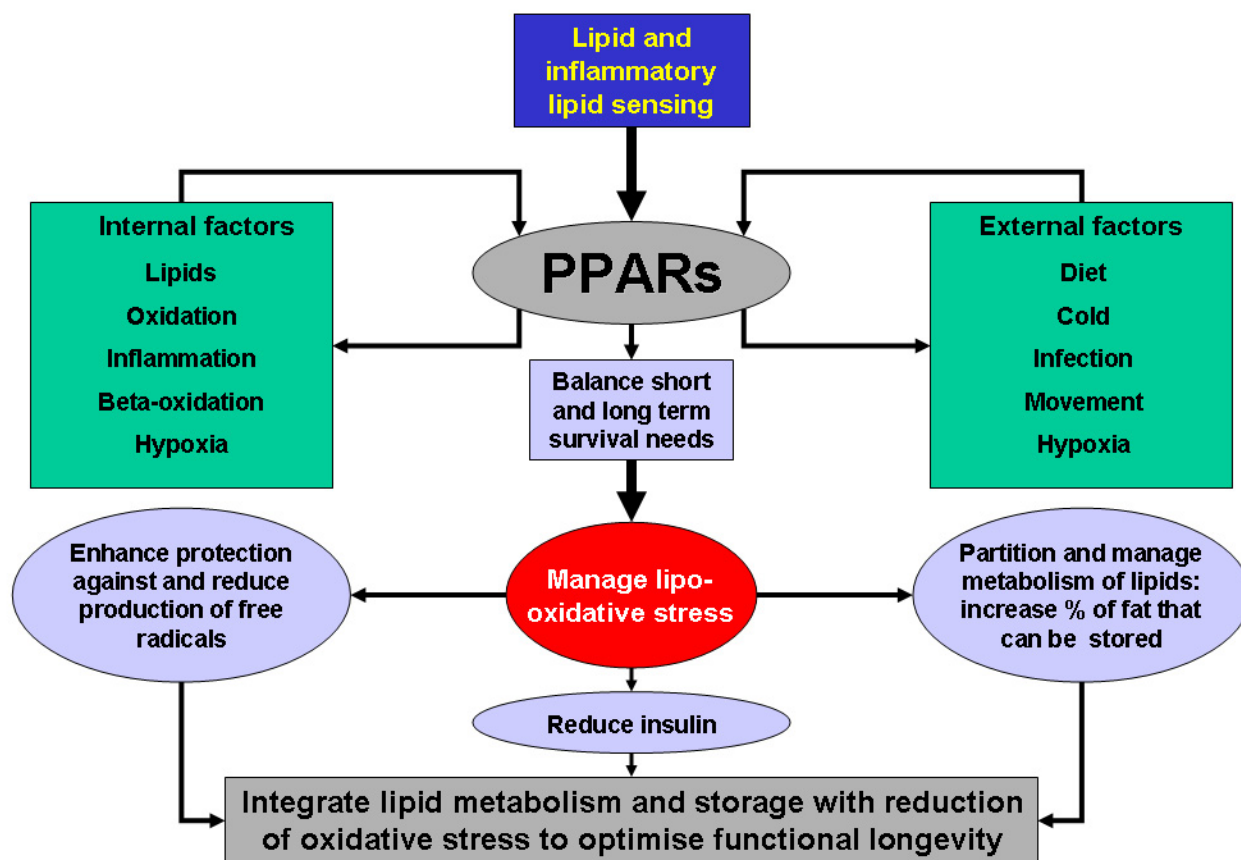 Lipid and
inflammatory
lipid sensing
Internal factors
Lipids
Oxidation
Inflammation
Beta-oxidation
Hypoxia
PPARs
External factors
Diet
Cold
Infection
Movement
Hypoxia
Balance short
and long term
survival needs
Enhance protection
against and reduce
production of free
radicals
Manage lipo-
oxidative stress
Partition and manage
metabolism of lipids:
increase % of fat that
can be stored
Reduce insulin
Integrate lipid metabolism and storage with reduction
of oxidative stress to optimise functional longevity